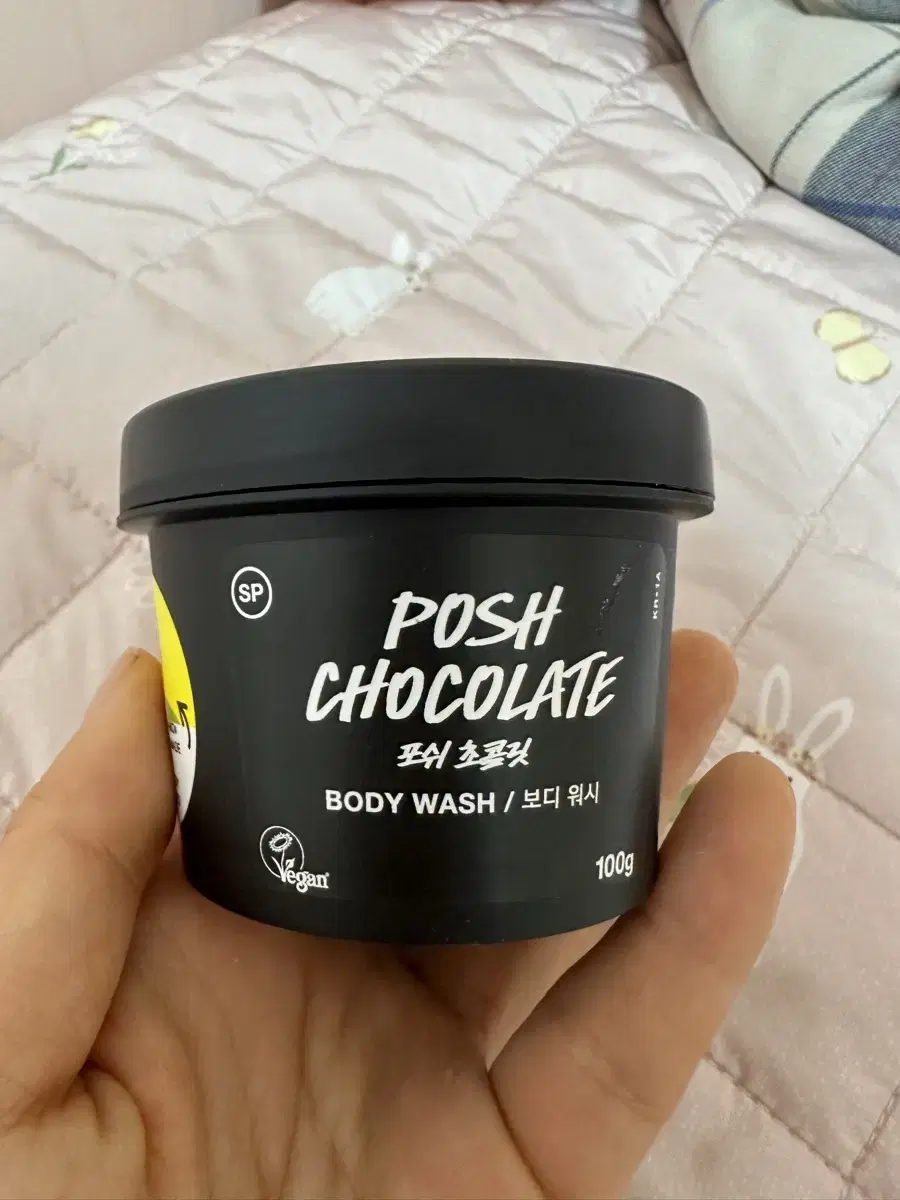 SP
POSH
CHOCOLATE
포쉬 초콜릿
BODY WASH / 보디 워시
Vegan
100g